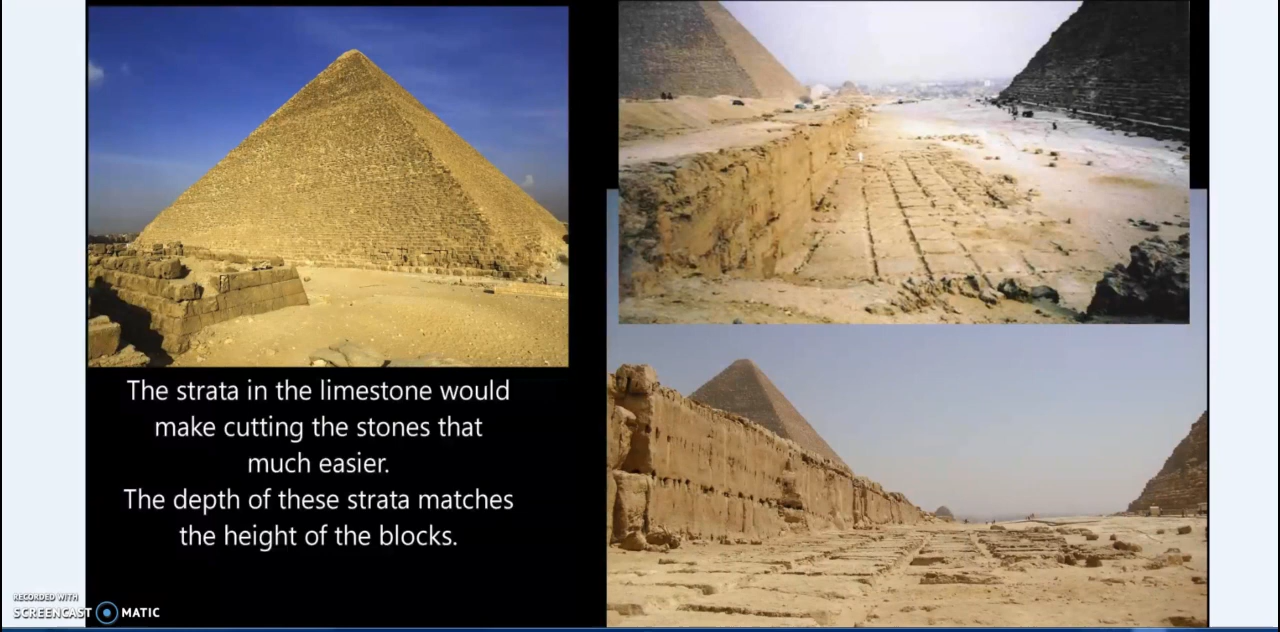 The strata in the limestone would
make cutting the stones that
much easier.
The depth of these strata matches
the height of the blocks.
RECORDED WITH
SCREENCAST MATIC